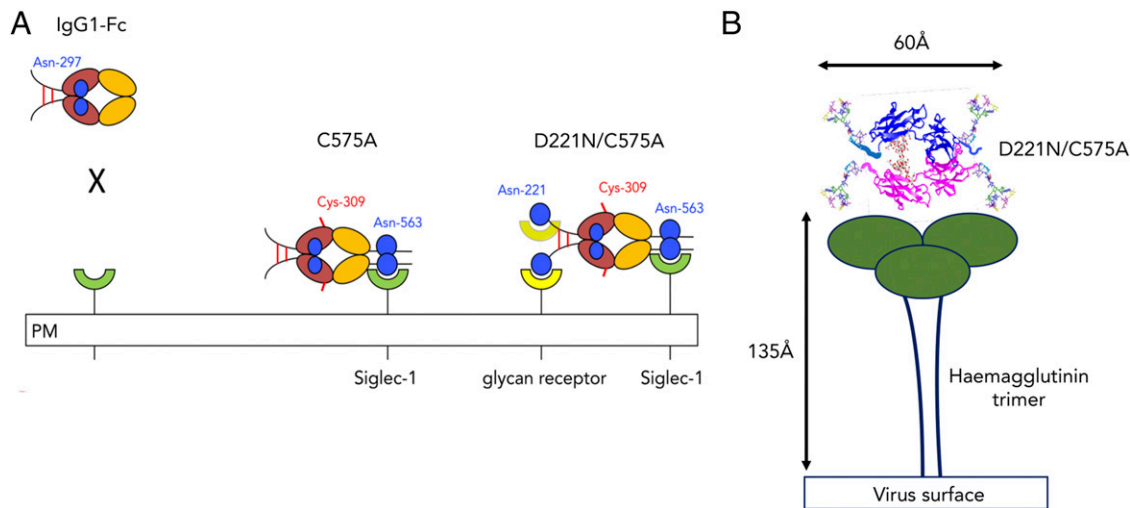 A
IgG1-Fc
Asn-297
X
C575A
Cys-309
Asn-563
D221N/C575A
Asn-221
Cys-309
Asn-563
PM
Siglec-1
glycan receptor
Siglec-1
B
60Å
D221N/C575A
135Å
Haemagglutinin
trimer
Virus surface